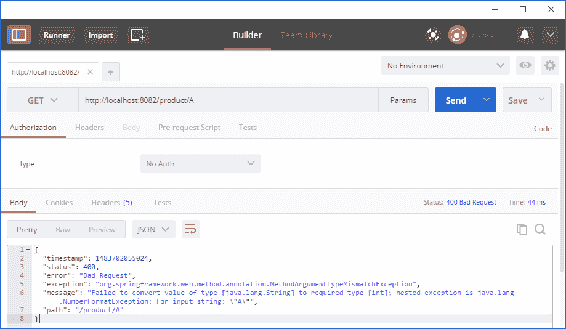 Runner
Import
Builder
Team Library
http://localhost:8082/
No Environment
GET
http://localhost:8082/product/A
Params
Send
Save
Authorization
Headers
Body
Pre-request Script
Tests
Code
Type
No Auth
Body
Cookies
Headers (5)
Tests
Status: 400 Bad Request
Time: 44 ms
Pretty
Raw
Preview
JSON
1 {
2 "timestamp":
3 "status": 400,
4 "error": "Bad Request",
5 "exception": "org.springframework.web.method.annotation.MethodArgumentTypeMismatchException",
6 "message": "Failed to convert value of type [java.lang.String] to required type [int]; nested exception is java.lang
.NumberFormatException: For input string: \"A\"",
7 "path": "/product/A"
8 }